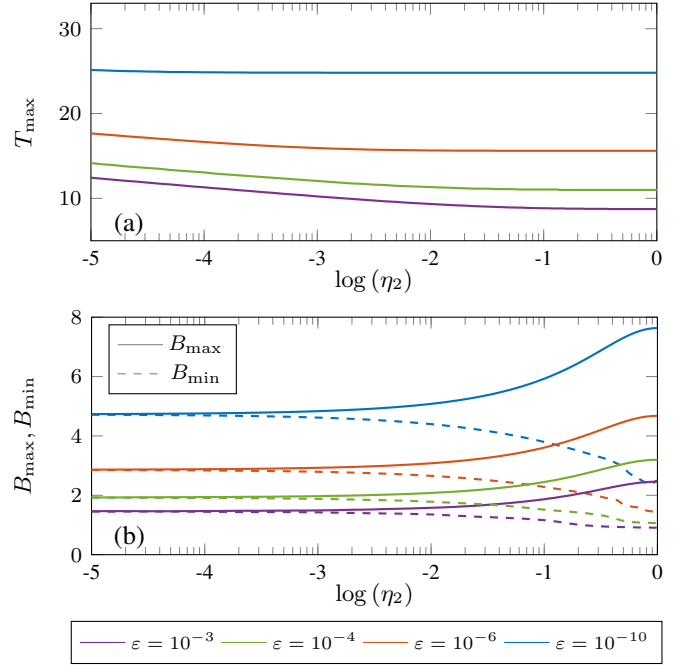 30
20
10
T_max
(a)
-5 -4 -3 -2 -1 0
log (η₂)
8
6
4
2
0
B_max, B_min
B_max
B_min
(b)
-5 -4 -3 -2 -1 0
log (η₂)
ε = 10⁻³ ε = 10⁻⁴ ε = 10⁻⁶ ε = 10⁻¹⁰